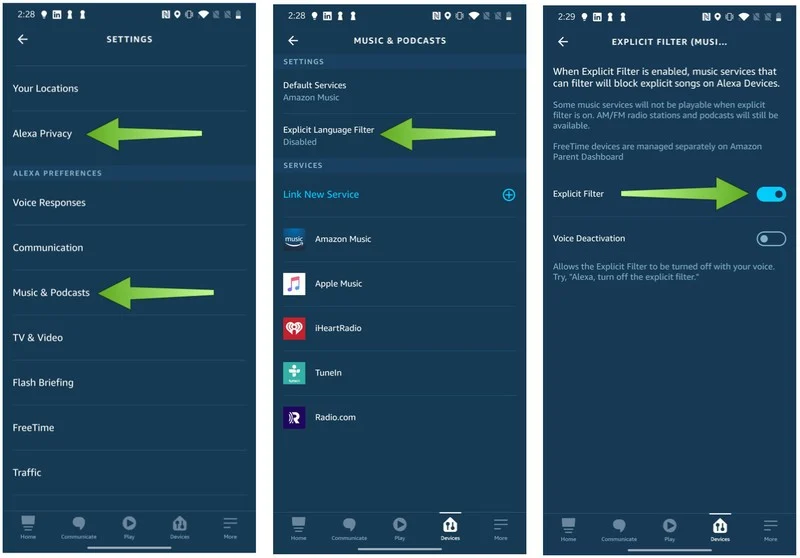 2:28
SETTINGS
Your Locations
Alexa Privacy
ALEXA PREFERENCES
Voice Responses
Communication
Music & Podcasts
TV & Video
Flash Briefing
FreeTime
Traffic
Home Communicate Play Devices More
2:28
MUSIC & PODCASTS
SETTINGS
Default Services
Amazon Music
Explicit Language Filter
Disabled
SERVICES
Link New Service
music
Amazon Music
Apple Music
iHeartRadio
TuneIn
Radio.com
Home Communicate Play Devices More
2:29
EXPLICIT FILTER (MUSI...
When Explicit Filter is enabled, music services that
can filter will block explicit songs on Alexa Devices.
Some music services will not be playable when explicit
filter is on. AM/FM radio stations and podcasts will still be
available.
FreeTime devices are managed separately on Amazon
Parent Dashboard
Explicit Filter
Voice Deactivation
Allows the Explicit Filter to be turned off with your voice.
Try, "Alexa, turn off the explicit filter."
Home Communicate Play Devices More